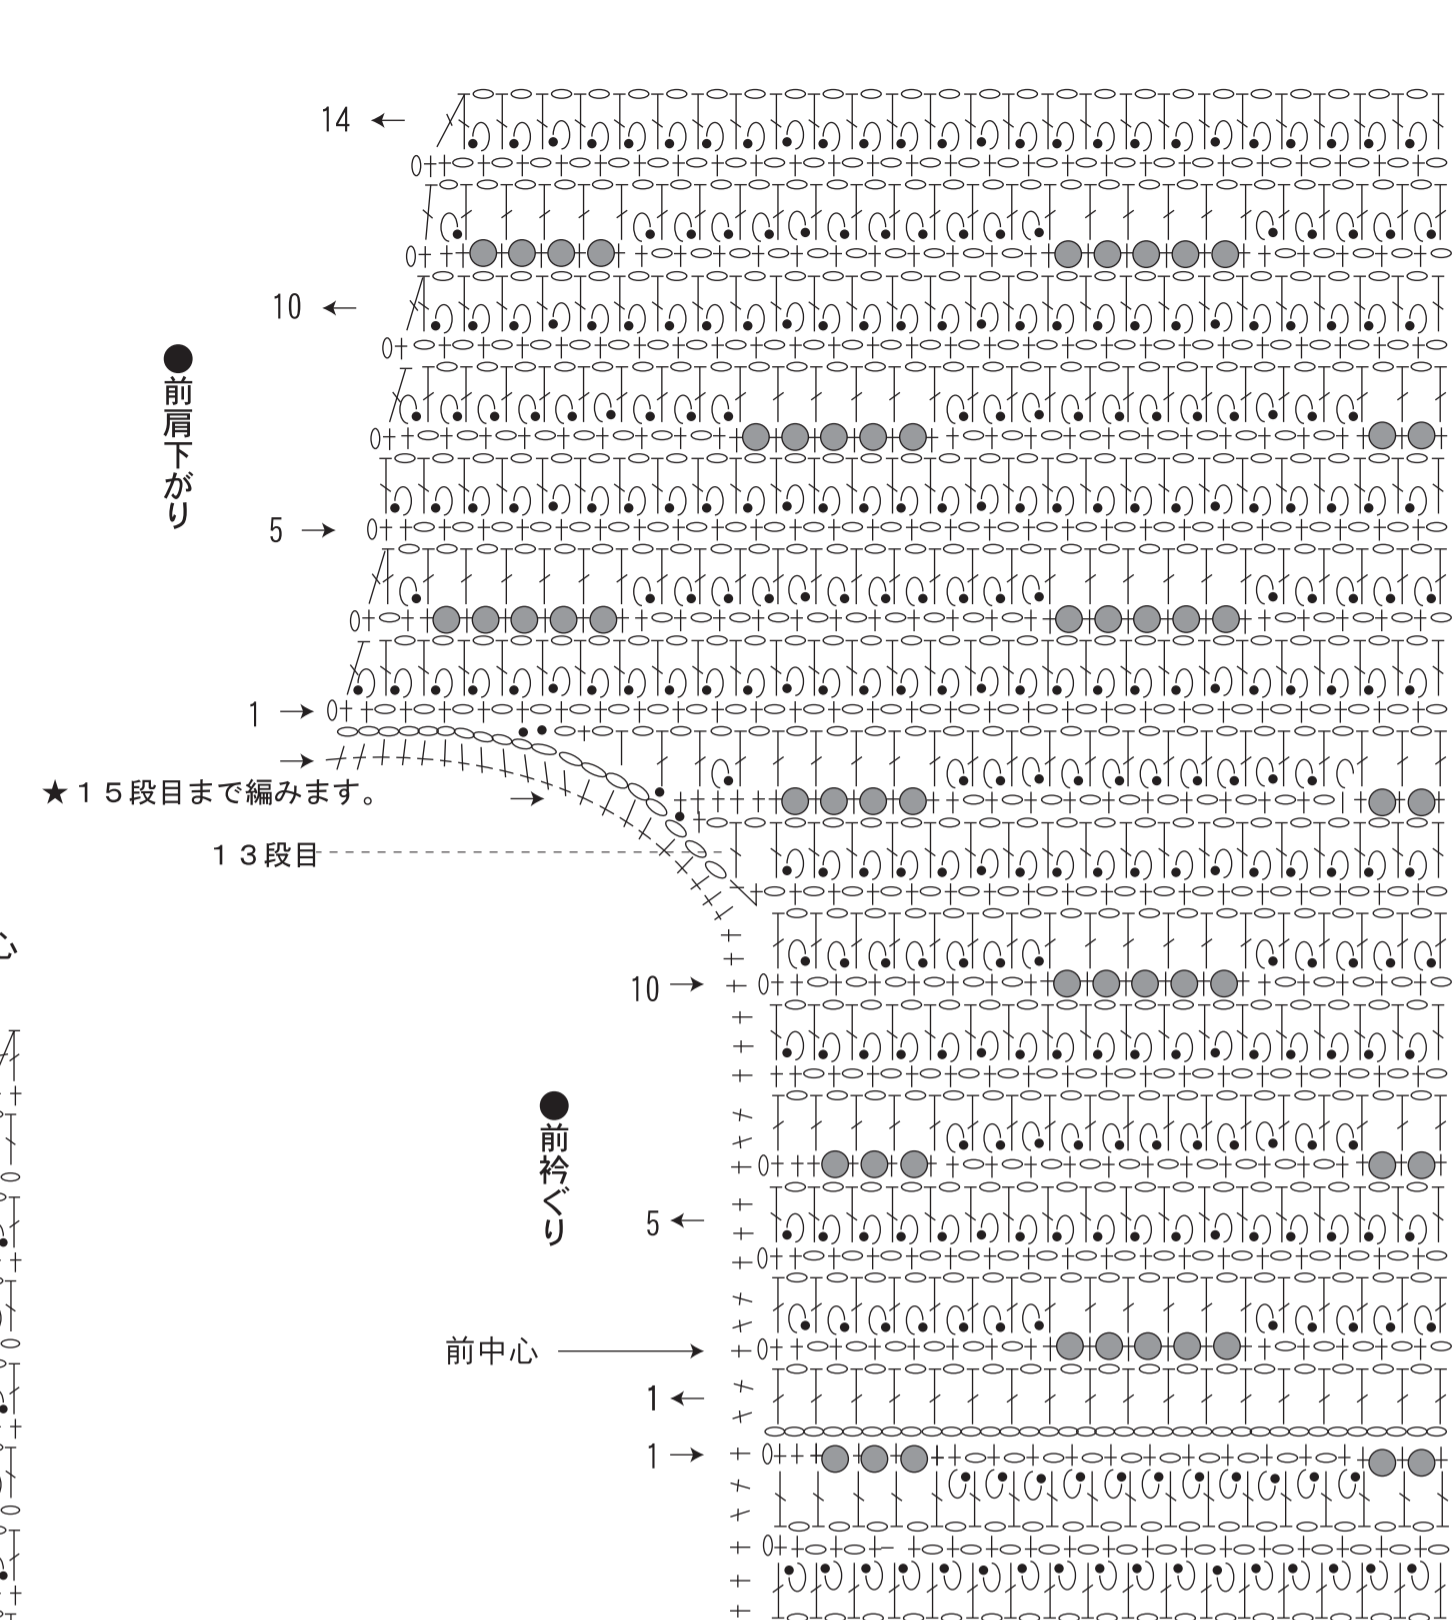 14 ←
10 ←
●前肩下がり
5 →
1 →
→
★１５段目まで編みます。
→
１３段目
心
10 →
●前衿ぐり
5 ←
前中心 →
1 ←
1 →